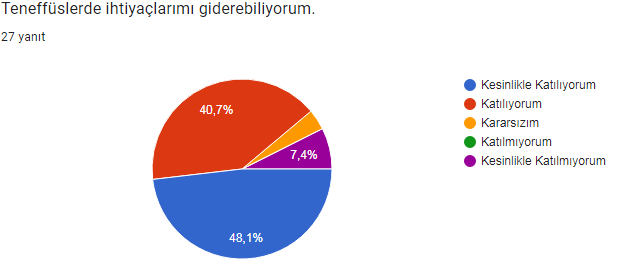 Teneffüslerde ihtiyaçlarımı giderebiliyorum.
27 yanıt
Kesinlikle Katılıyorum
Katılıyorum
Kararsızım
Katılmıyorum
Kesinlikle Katılmıyorum
40,7%
7,4%
48,1%